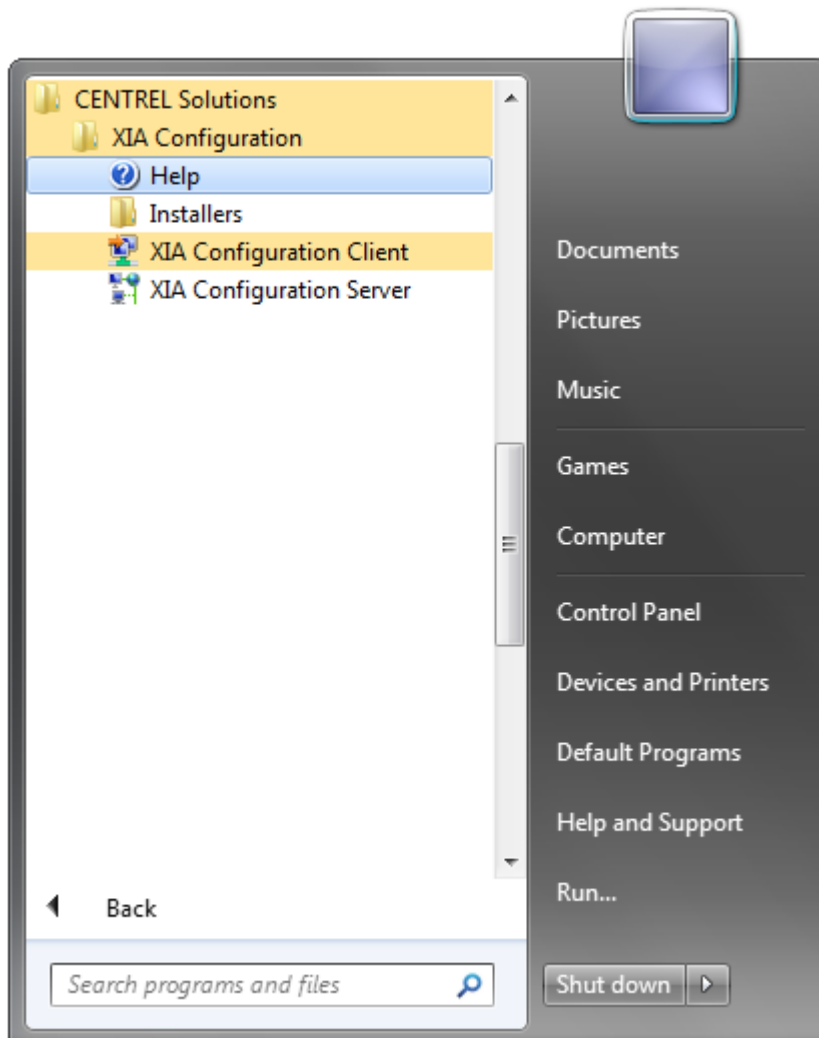 CENTREL Solutions
XIA Configuration
Help
Installers
XIA Configuration Client
XIA Configuration Server
Back
Search programs and files
Documents
Pictures
Music
Games
Computer
Control Panel
Devices and Printers
Default Programs
Help and Support
Run...
Shut down